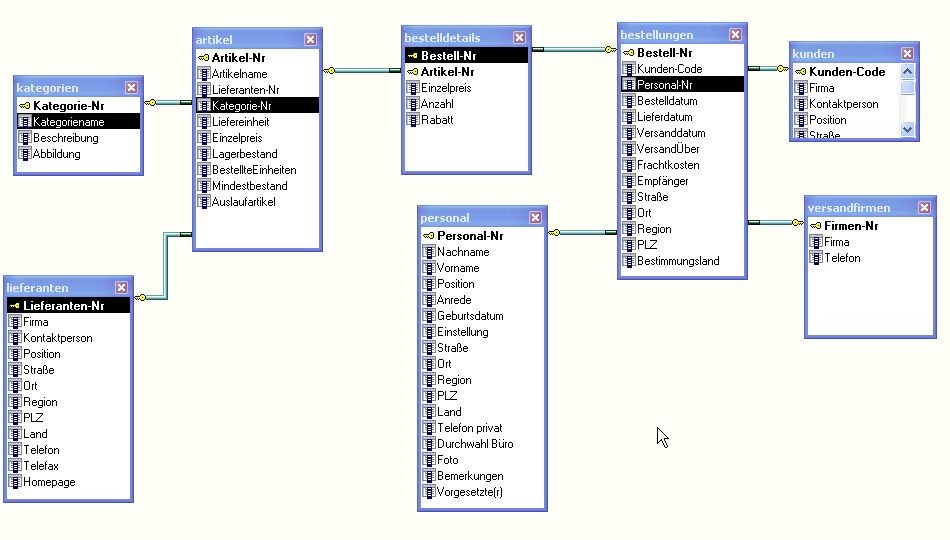 kategorien
Kategorie-Nr
Kategoriename
Beschreibung
Abbildung
artikel
Artikel-Nr
Artikelname
Lieferanten-Nr
Kategorie-Nr
Liefereinheit
Einzelpreis
Lagerbestand
BestellteEinheiten
Mindestbestand
Auslaufartikel
bestelldetails
Bestell-Nr
Artikel-Nr
Einzelpreis
Anzahl
Rabatt
bestellungen
Bestell-Nr
Kunden-Code
Personal-Nr
Bestelldatum
Lieferdatum
Versanddatum
VersandÜber
Frachtkosten
Empfänger
Straße
Ort
Region
PLZ
Bestimmungsland
kunden
Kunden-Code
Firma
Kontaktperson
Position
Straße
lieferanten
Lieferanten-Nr
Firma
Kontaktperson
Position
Straße
Ort
Region
PLZ
Land
Telefon
Telefax
Homepage
personal
Personal-Nr
Nachname
Vorname
Position
Anrede
Geburtsdatum
Einstellung
Straße
Ort
Region
PLZ
Land
Telefon privat
Durchwahl Büro
Foto
Bemerkungen
Vorgesetzte(r)
versandfirmen
Firmen-Nr
Firma
Telefon